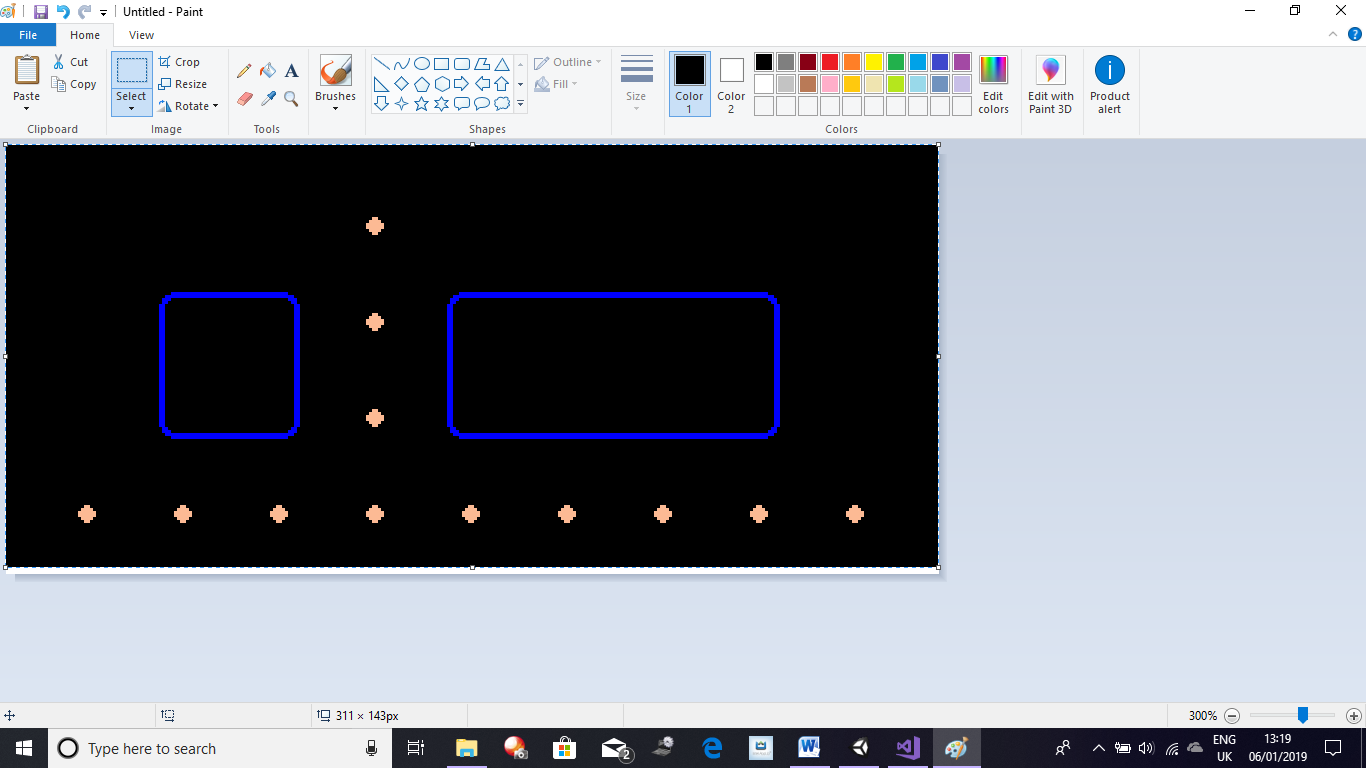 Untitled - Paint
File Home View
Paste
Cut
Copy
Clipboard
Select
Crop
Resize
Rotate
Image
A
Tools
Brushes
Shapes
Outline
Fill
Size
Color 1
Color 2
Colors
Edit colors
Edit with Paint 3D
Product alert
311 × 143px
300%
Type here to search
2
ENG
UK
13:19
06/01/2019